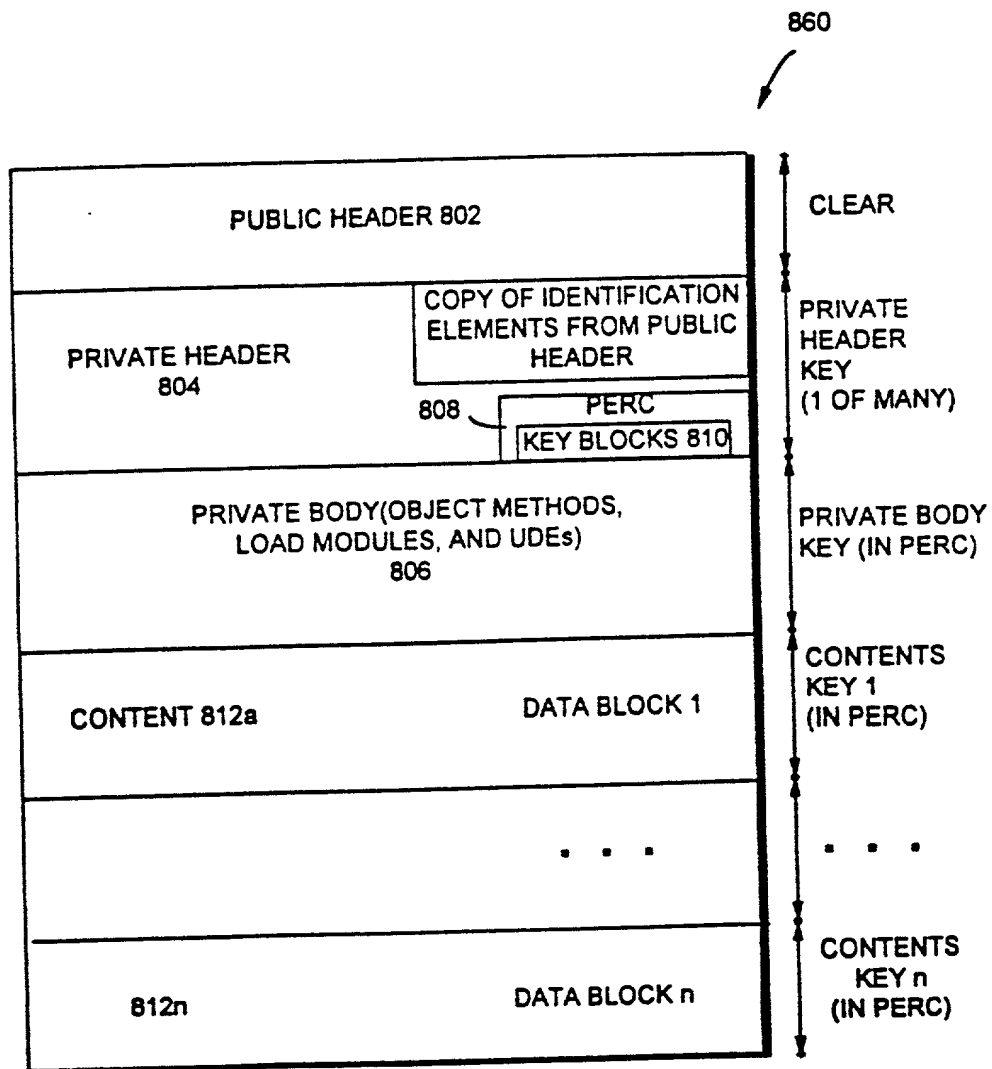 860
PUBLIC HEADER 802
CLEAR
COPY OF IDENTIFICATION
ELEMENTS FROM PUBLIC
HEADER
PRIVATE HEADER
804
PRIVATE
HEADER
KEY
(1 OF MANY)
808
PERC
KEY BLOCKS 810
PRIVATE BODY(OBJECT METHODS,
LOAD MODULES, AND UDEs)
806
PRIVATE BODY
KEY (IN PERC)
CONTENT 812a
DATA BLOCK 1
CONTENTS
KEY 1
(IN PERC)
. . .
. . .
812n
DATA BLOCK n
CONTENTS
KEY n
(IN PERC)